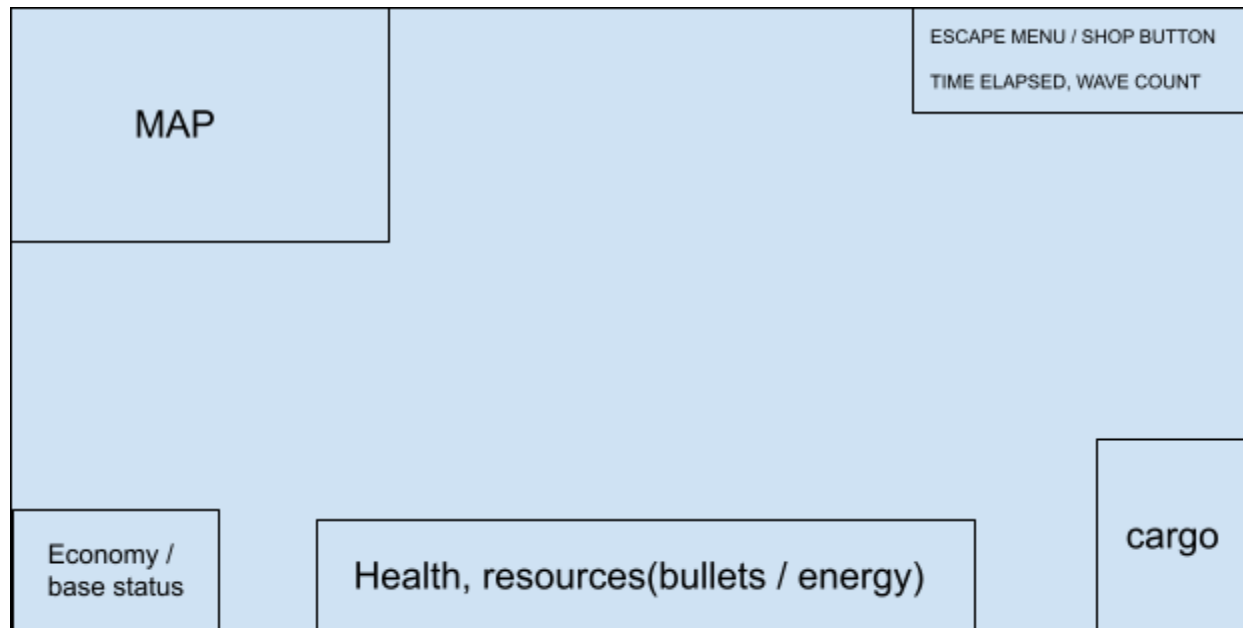 MAP
ESCAPE MENU / SHOP BUTTON
TIME ELAPSED, WAVE COUNT
Economy /
base status
Health, resources(bullets / energy)
cargo